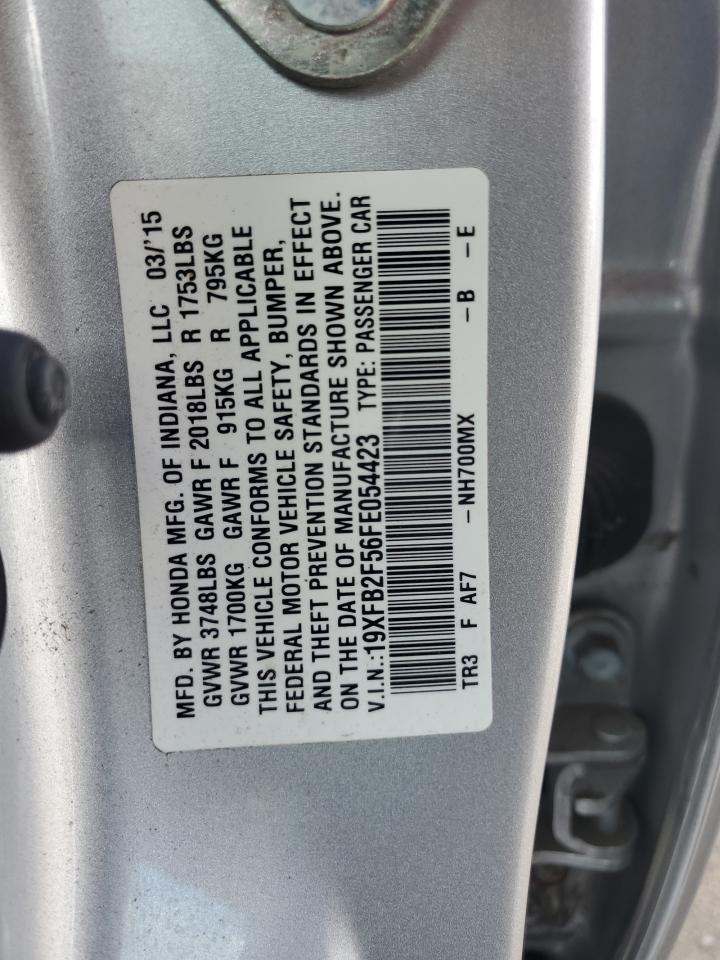 MFD. BY HONDA MFG. OF INDIANA, LLC 03/'15
GVWR 3748LBS GAWR F 2018LBS R 1753LBS
GVWR 1700KG GAWR F 915KG R 795KG
THIS VEHICLE CONFORMS TO ALL APPLICABLE
FEDERAL MOTOR VEHICLE SAFETY, BUMPER,
AND THEFT PREVENTION STANDARDS IN EFFECT
ON THE DATE OF MANUFACTURE SHOWN ABOVE.
V.I.N.:19XFB2F56FE054423 TYPE: PASSENGER CAR
TR3 F AF7 -NH700MX -B -E